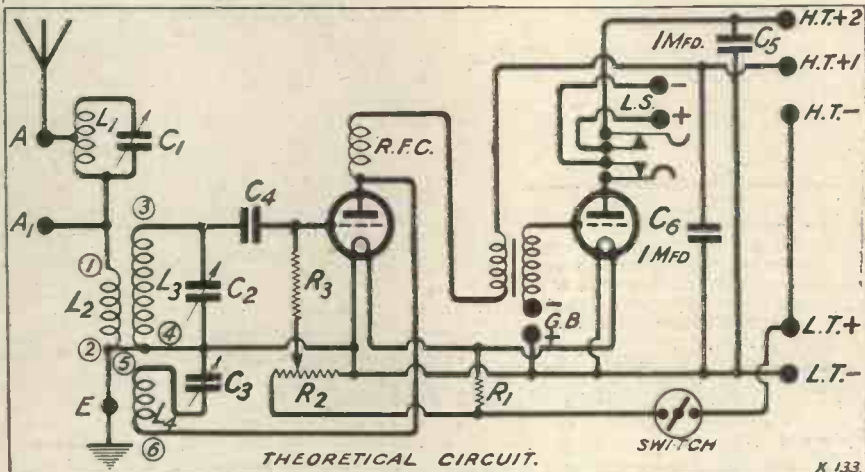 H.T.+2
1MFD. C5
H.T.+1
L.S. - +
H.T.-
L1
A
C1
R.F.C.
C4
③
A1
C6
1MFD
①
R3
L2
L3
C2
-
G.B.
+
④
L.T.+
②
⑤
C3
R2
R1
L.T.-
E
L4
⑥
SWITCH
THEORETICAL CIRCUIT.
K 133